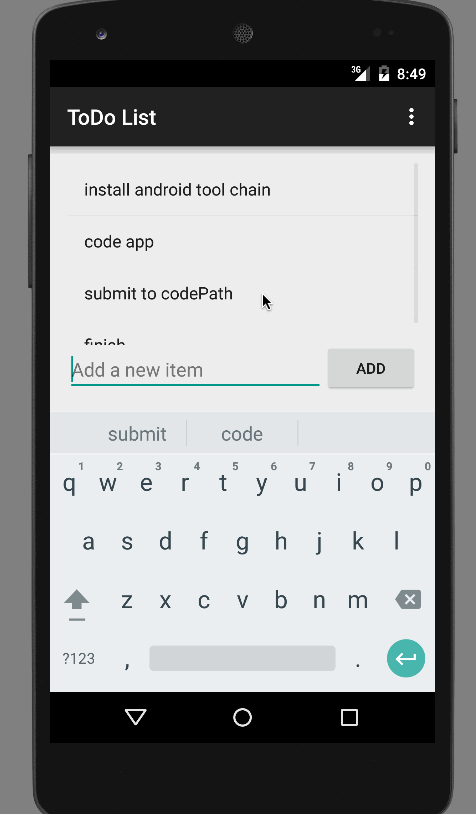 3G 8:49
ToDo List
install android tool chain
code app
submit to codePath
finish
Add a new item ADD
submit code
1 2 3 4 5 6 7 8 9 0
q w e r t y u i o p
a s d f g h j k l
z x c v b n m
?123 , .